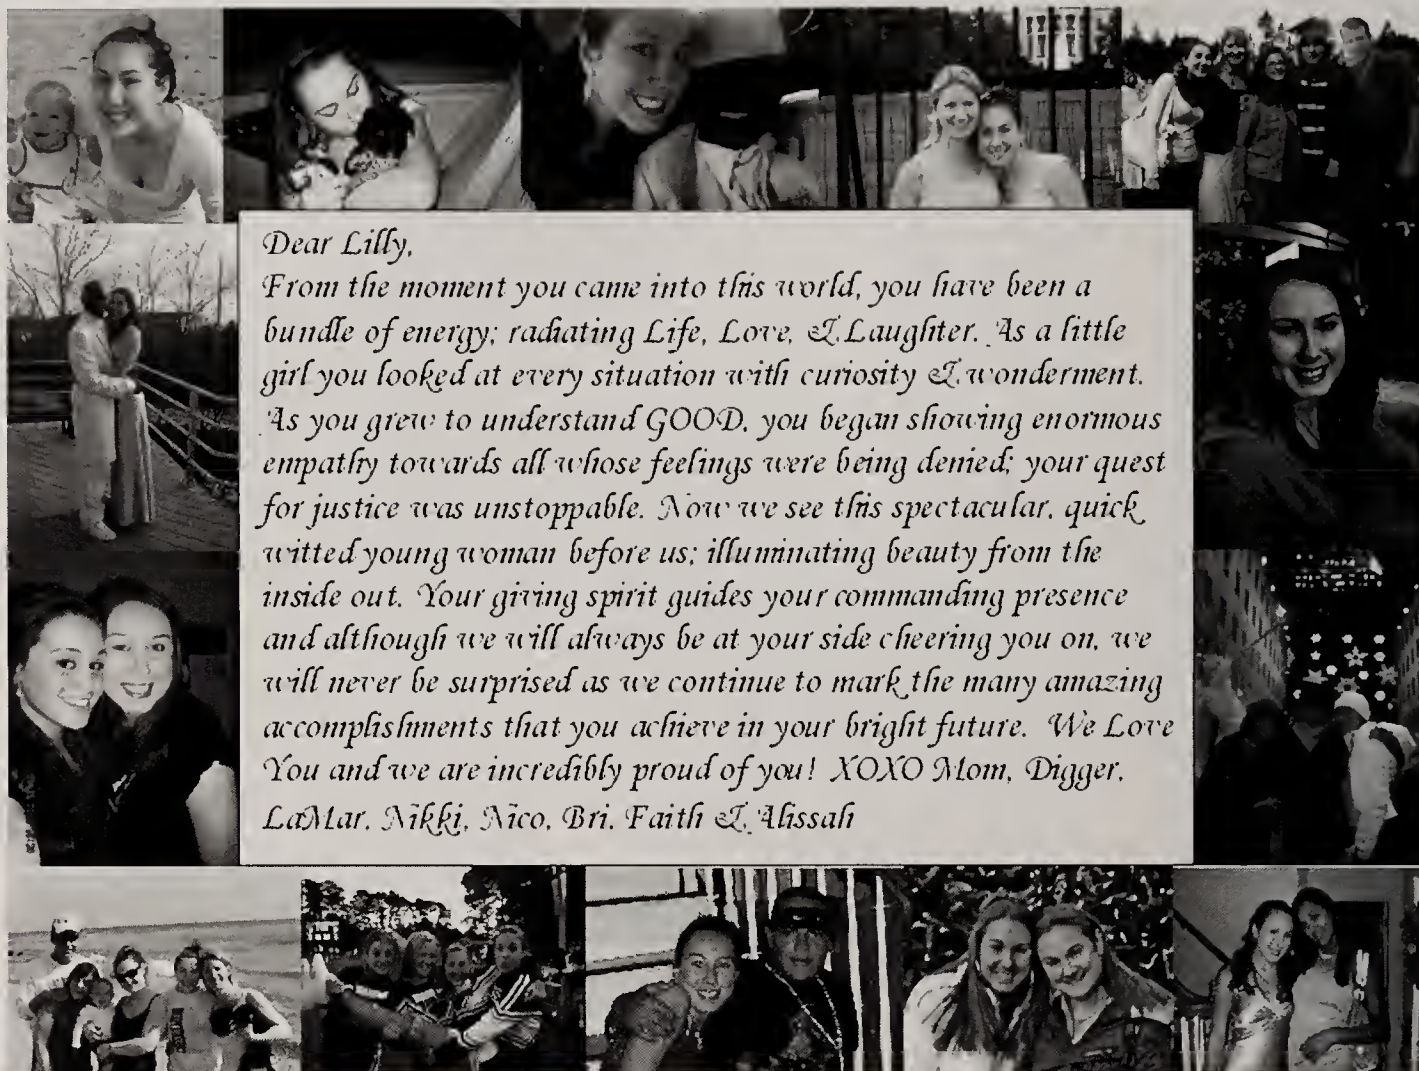 Dear Lilly,
From the moment you came into this world, you have been a
bundle of energy; radiating Life, Love, & Laughter. As a little
girl you looked at every situation with curiosity & wonderment.
As you grew to understand GOOD, you began showing enormous
empathy towards all whose feelings were being denied; your quest
for justice was unstoppable. Now we see this spectacular, quick
witted young woman before us; illuminating beauty from the
inside out. Your giving spirit guides your commanding presence
and although we will always be at your side cheering you on, we
will never be surprised as we continue to mark the many amazing
accomplishments that you achieve in your bright future. We Love
You and we are incredibly proud of you! XOXO Mom, Digger,
LaMar, Nikki, Nico, Bri, Faith & Alissah